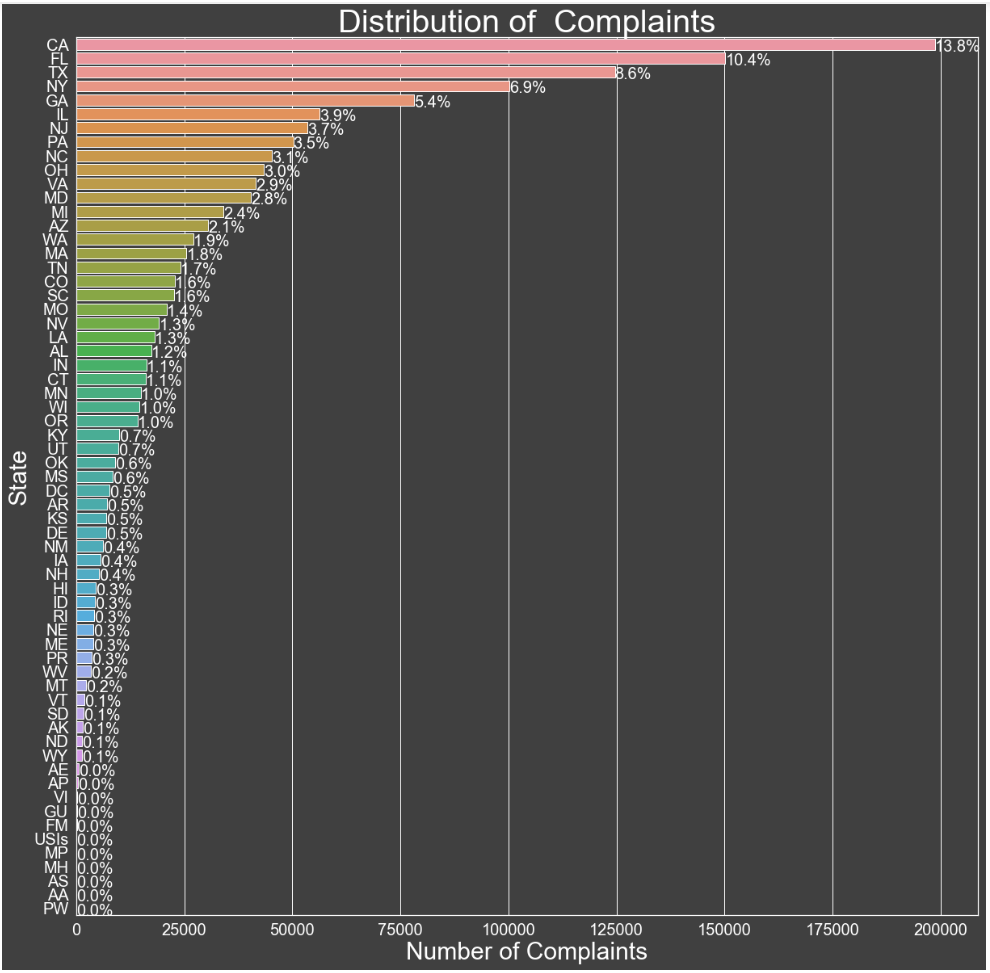 Distribution of  Complaints
CA 13.8%
FL 10.4%
TX 8.6%
NY 6.9%
GA 5.4%
IL 3.9%
NJ 3.7%
PA 3.5%
NC 3.1%
OH 3.0%
VA 2.9%
MD 2.8%
MI 2.4%
AZ 2.1%
WA 1.9%
MA 1.8%
TN 1.7%
CO 1.6%
SC 1.6%
MO 1.4%
NV 1.3%
LA 1.3%
AL 1.2%
IN 1.1%
CT 1.1%
MN 1.0%
WI 1.0%
OR 1.0%
KY 0.7%
UT 0.7%
OK 0.6%
MS 0.6%
DC 0.5%
AR 0.5%
KS 0.5%
DE 0.5%
NM 0.4%
IA 0.4%
NH 0.4%
HI 0.3%
ID 0.3%
RI 0.3%
NE 0.3%
ME 0.3%
PR 0.3%
WV 0.2%
MT 0.2%
VT 0.1%
SD 0.1%
AK 0.1%
ND 0.1%
WY 0.1%
AE 0.0%
AP 0.0%
VI 0.0%
GU 0.0%
FM 0.0%
USIs 0.0%
MP 0.0%
MH 0.0%
AS 0.0%
AA 0.0%
PW 0.0%
State
0 25000 50000 75000 100000 125000 150000 175000 200000
Number of Complaints